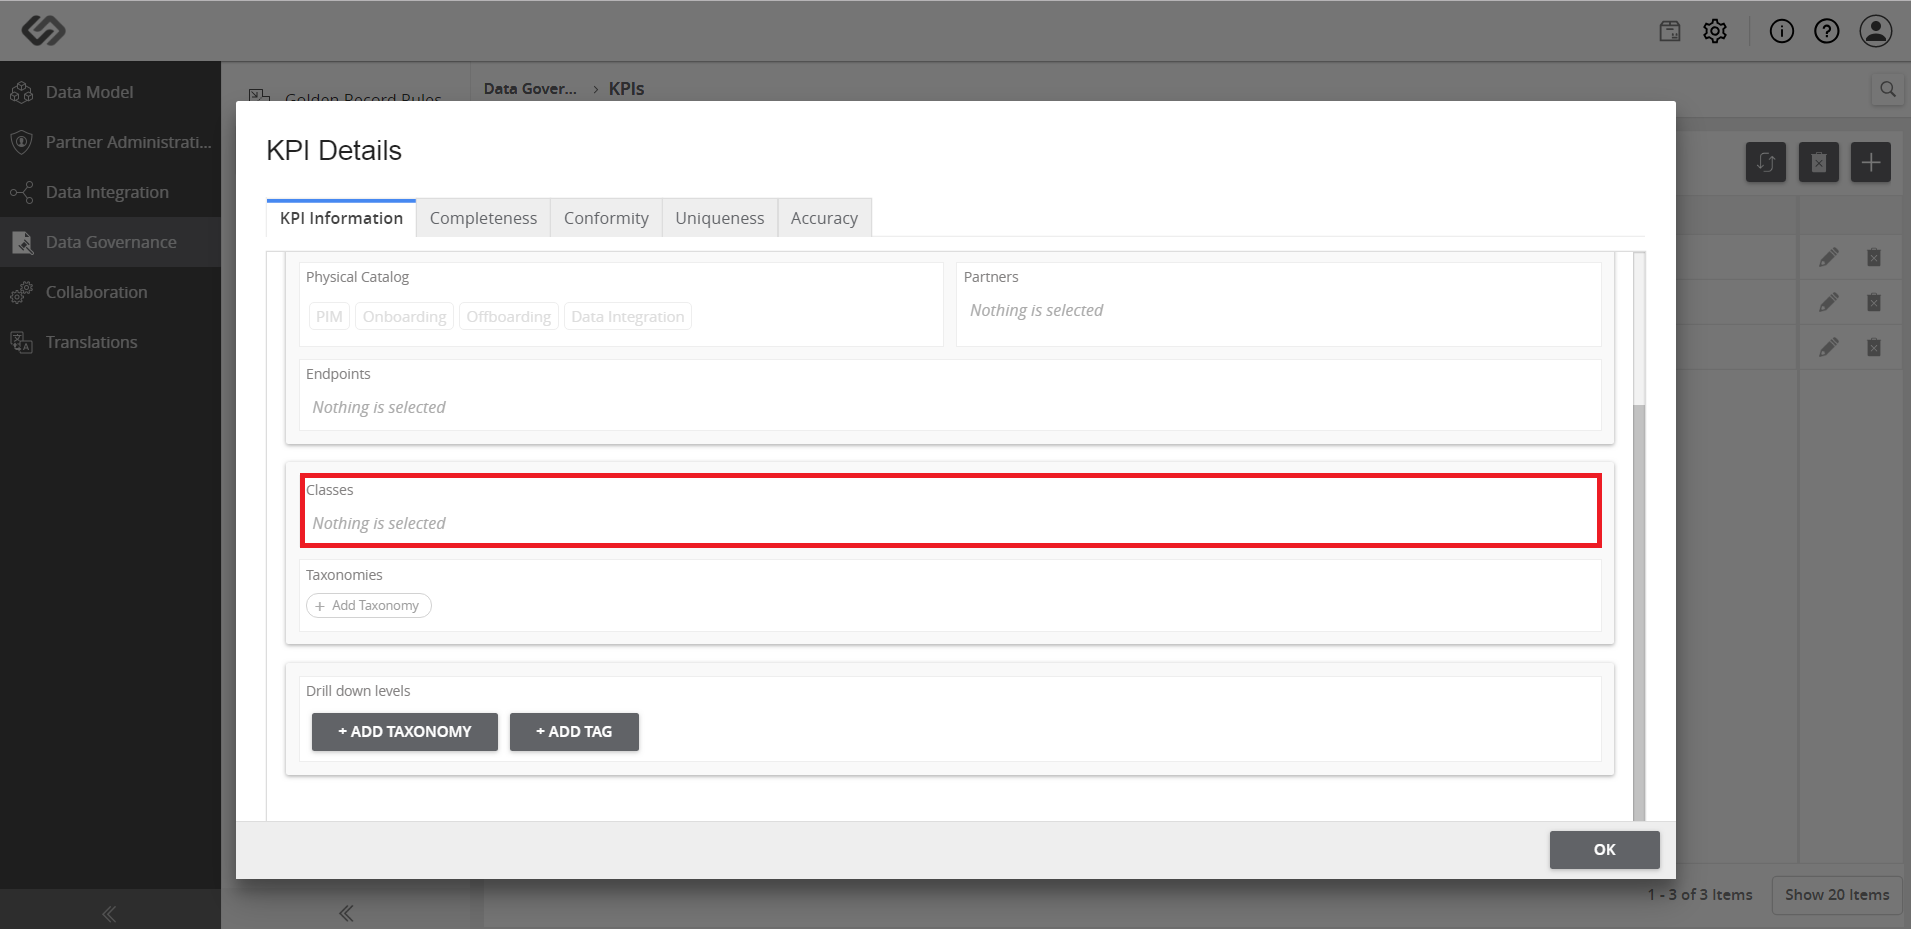 Data Model
Partner Administrati...
Data Integration
Data Governance
Collaboration
Translations
Golden Record Rules
Data Gover... › KPIs
KPI Details
KPI Information
Completeness
Conformity
Uniqueness
Accuracy
Physical Catalog
PIM
Onboarding
Offboarding
Data Integration
Partners
Nothing is selected
Endpoints
Nothing is selected
Classes
Nothing is selected
Taxonomies
+ Add Taxonomy
Drill down levels
+ ADD TAXONOMY
+ ADD TAG
OK
1 - 3 of 3 Items
Show 20 Items